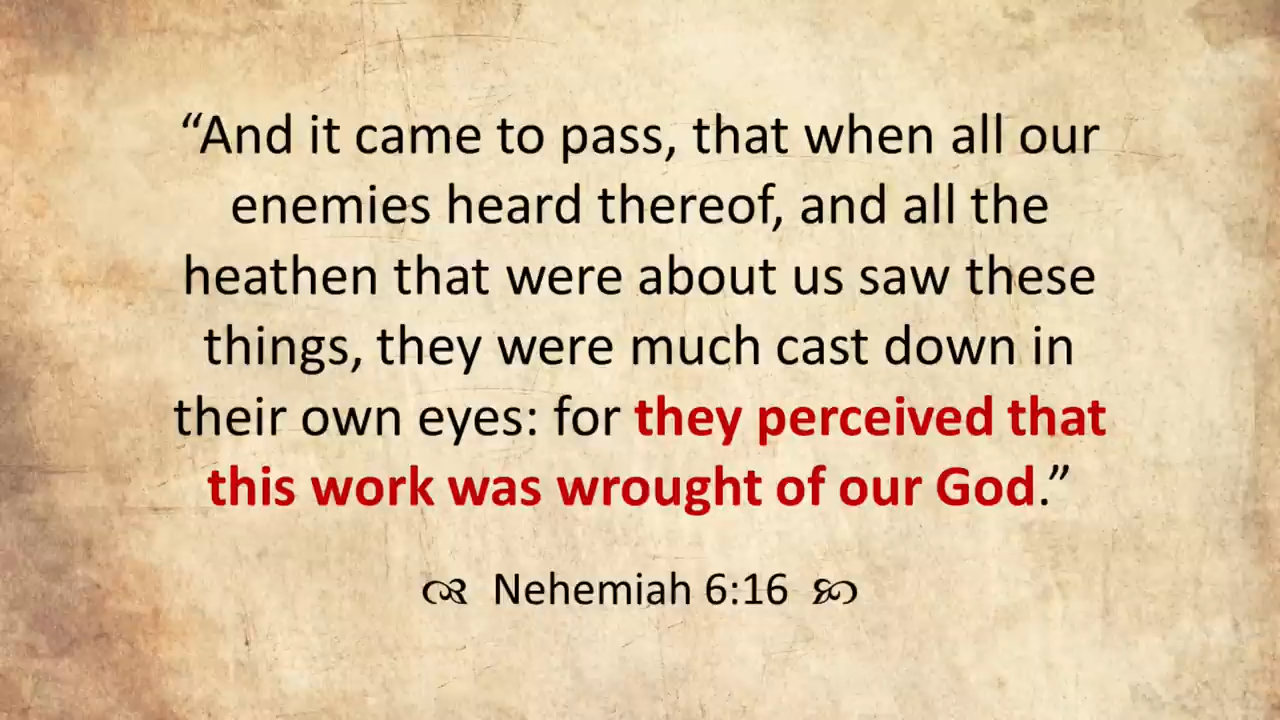 “And it came to pass, that when all our
enemies heard thereof, and all the
heathen that were about us saw these
things, they were much cast down in
their own eyes: for they perceived that
this work was wrought of our God.”
Nehemiah 6:16